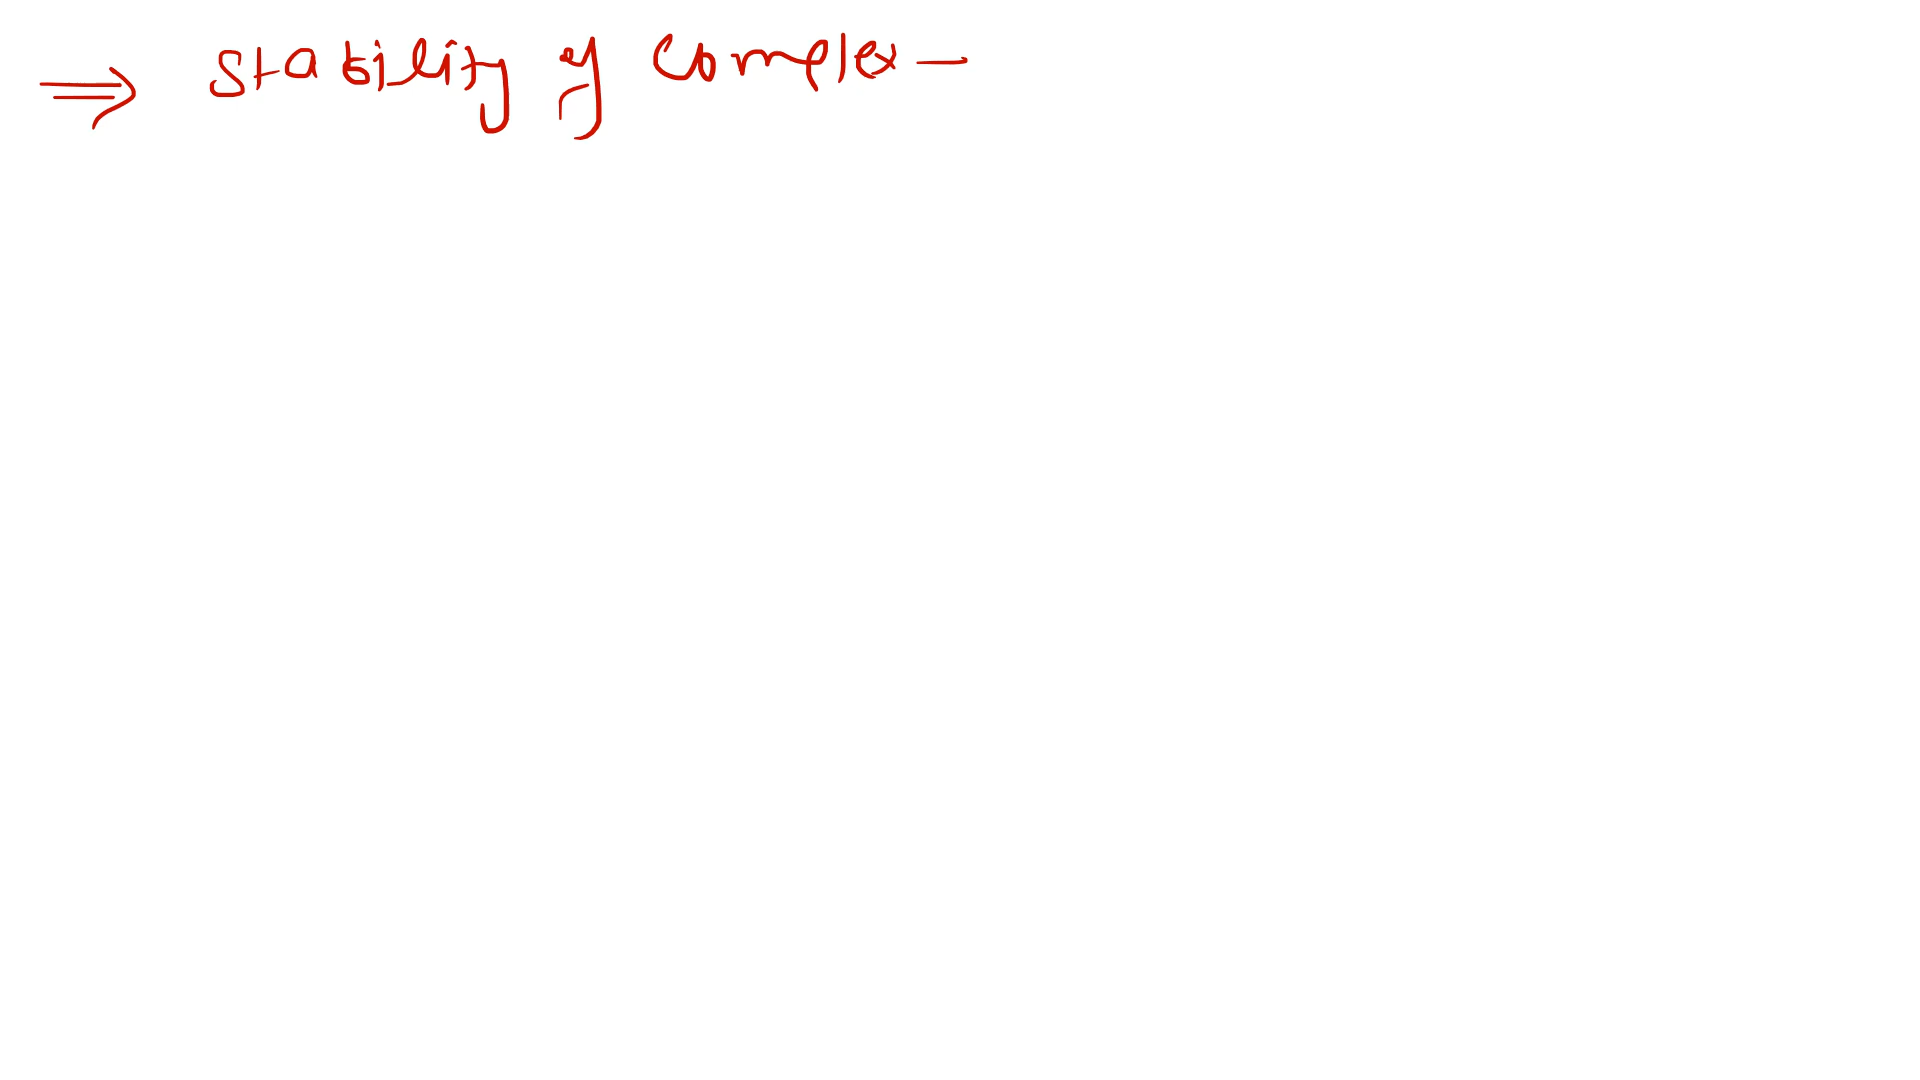 ⇒ Stability of Complex —